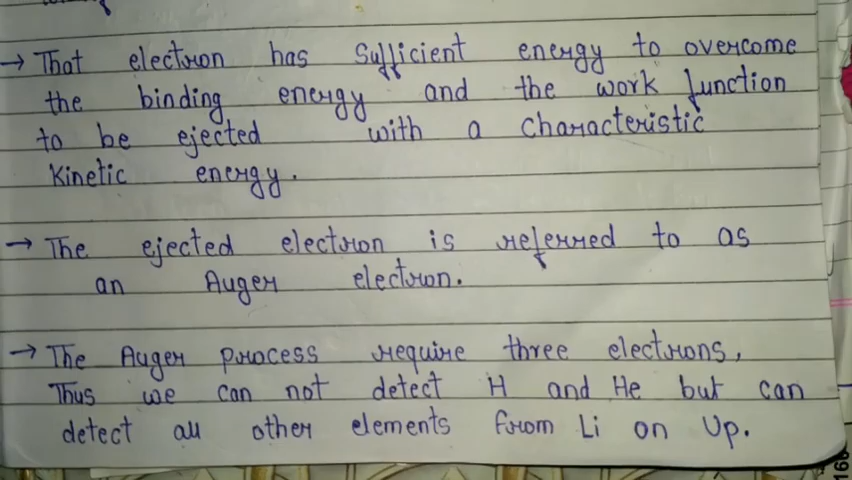 → That electron has Sufficient energy to overcome
the binding energy and the work function
to be ejected with a characteristic
Kinetic energy.
→ The ejected electron is referred to as
an Auger electron.
→ The Auger process require three electrons,
Thus we can not detect H and He but can
detect all other elements from Li on Up.
166